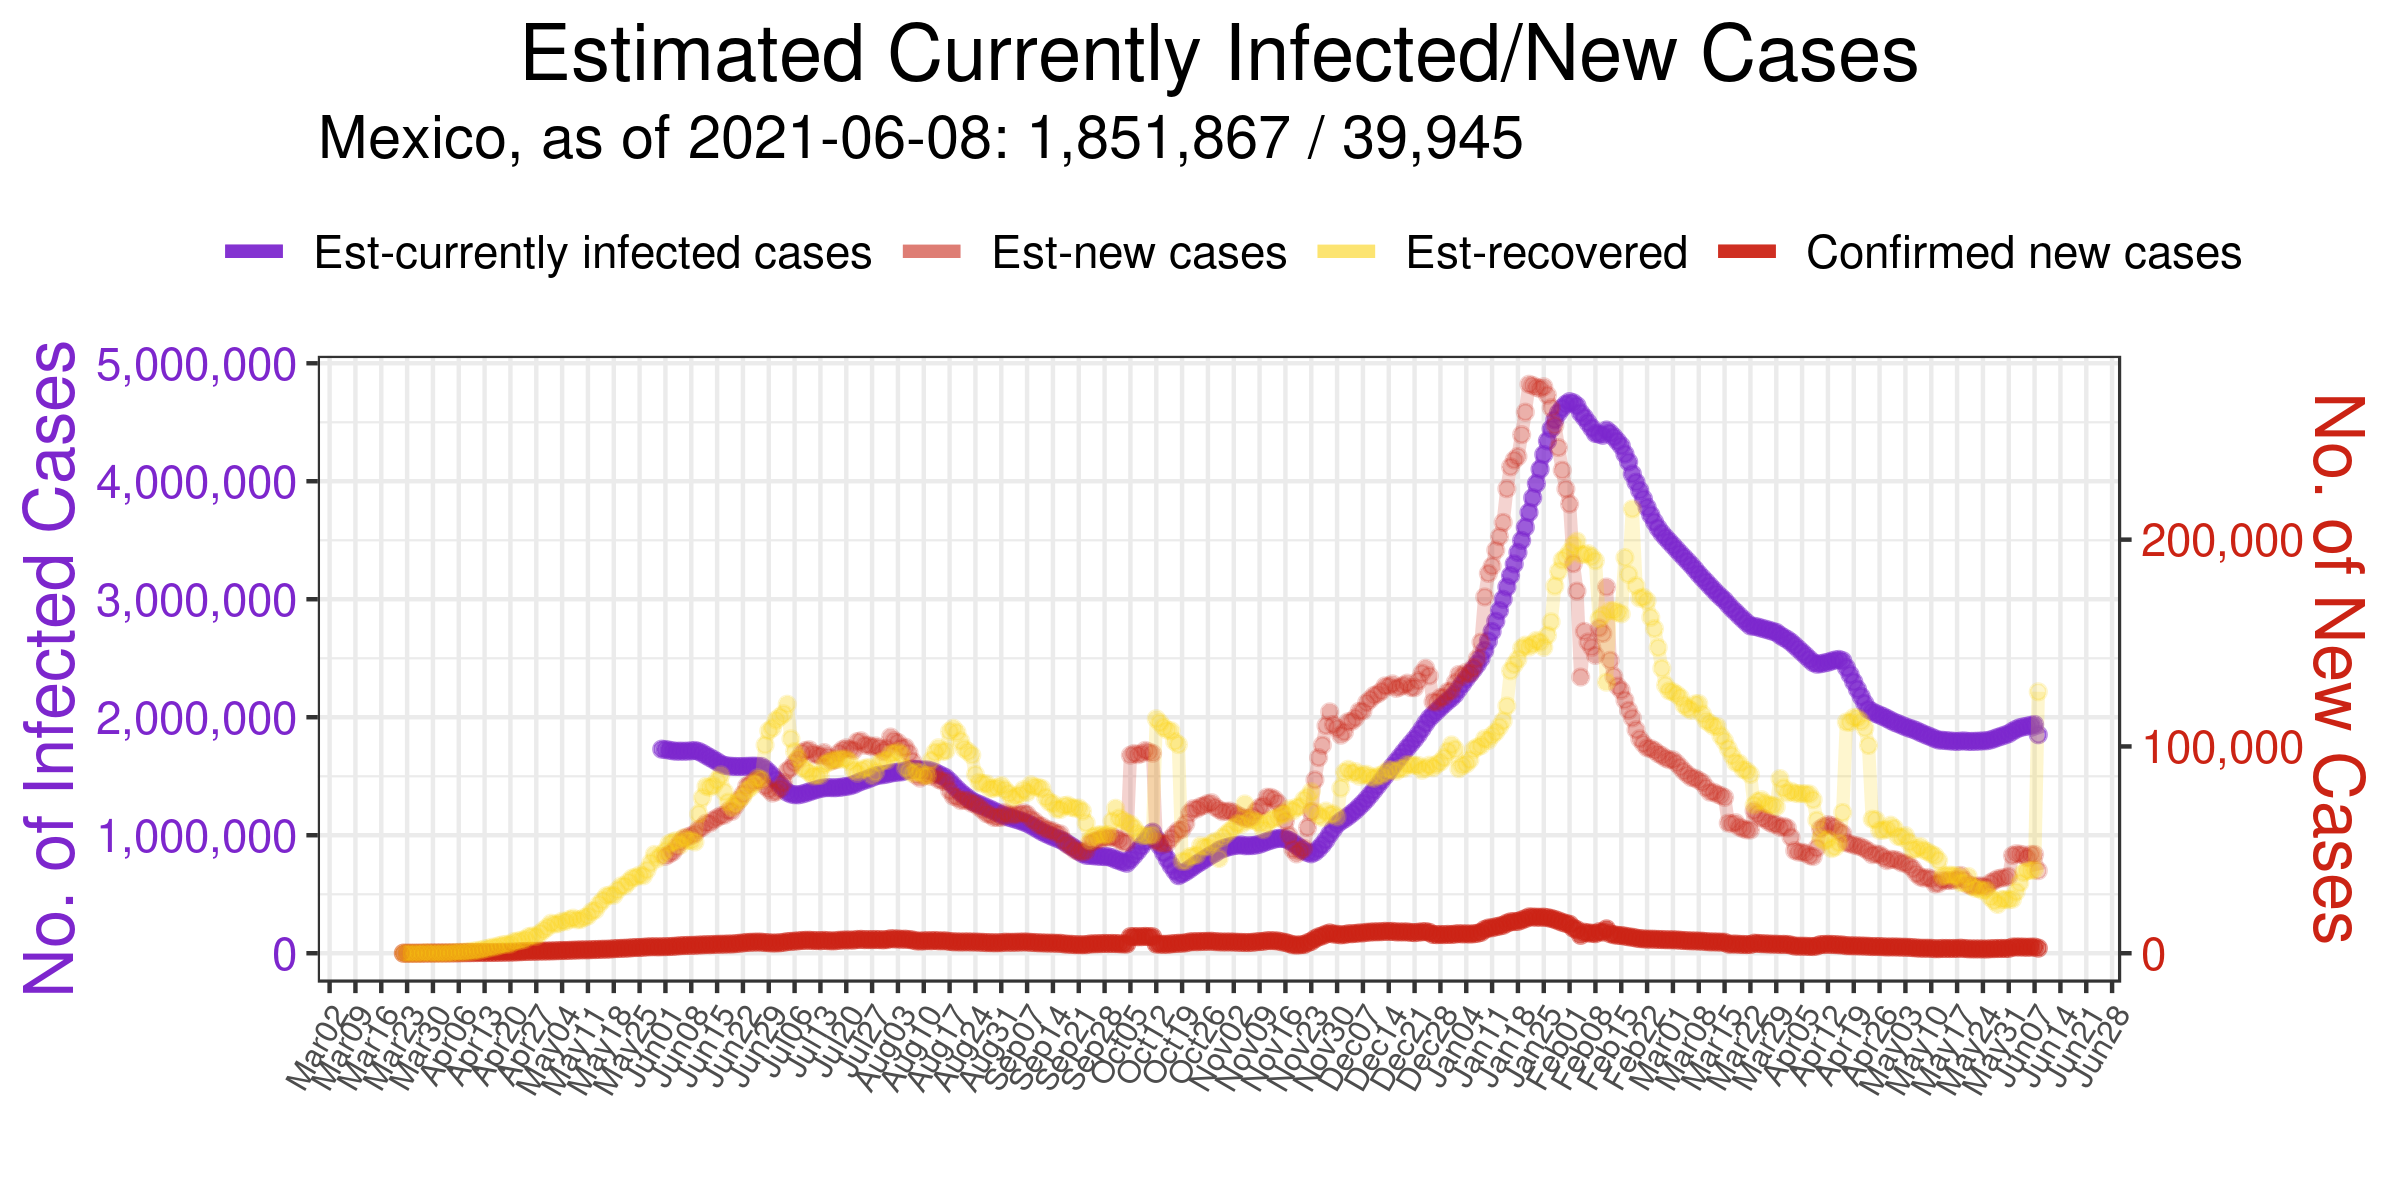 Estimated Currently Infected/New Cases
Mexico, as of 2021-06-08: 1,851,867 / 39,945
Est-currently infected cases
Est-new cases
Est-recovered
Confirmed new cases
No. of Infected Cases
5,000,000
4,000,000
3,000,000
2,000,000
1,000,000
0
200,000
100,000
0
No. of New Cases
Mar02
Mar09
Mar16
Mar23
Mar30
Apr06
Apr13
Apr20
Apr27
May04
May11
May18
May25
Jun01
Jun08
Jun15
Jun22
Jun29
Jul06
Jul13
Jul20
Jul27
Aug03
Aug10
Aug17
Aug24
Aug31
Sep07
Sep14
Sep21
Sep28
Oct05
Oct12
Oct19
Oct26
Nov02
Nov09
Nov16
Nov23
Nov30
Dec07
Dec14
Dec21
Dec28
Jan04
Jan11
Jan18
Jan25
Feb01
Feb08
Feb15
Feb22
Mar01
Mar08
Mar15
Mar22
Mar29
Apr05
Apr12
Apr19
Apr26
May03
May10
May17
May24
May31
Jun07
Jun14
Jun21
Jun28